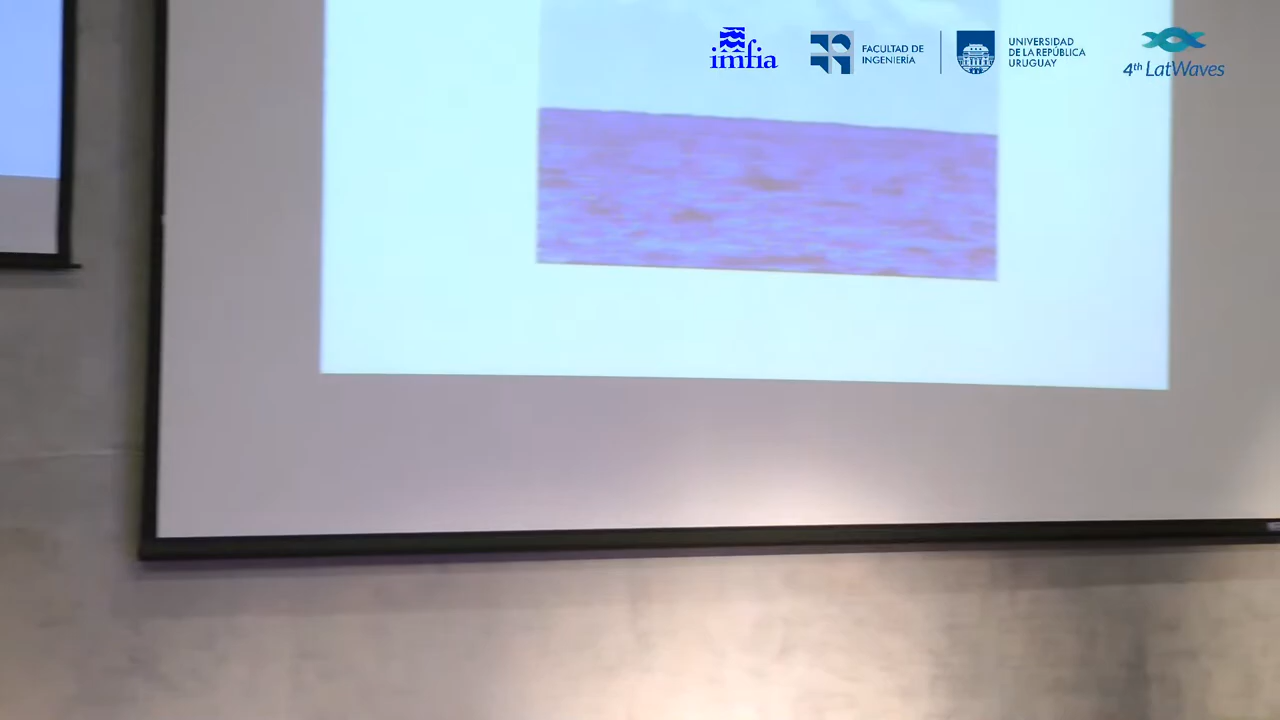 imfia
FACULTAD DE
INGENIERÍA
UNIVERSIDAD
DE LA REPÚBLICA
URUGUAY
4th LatWaves